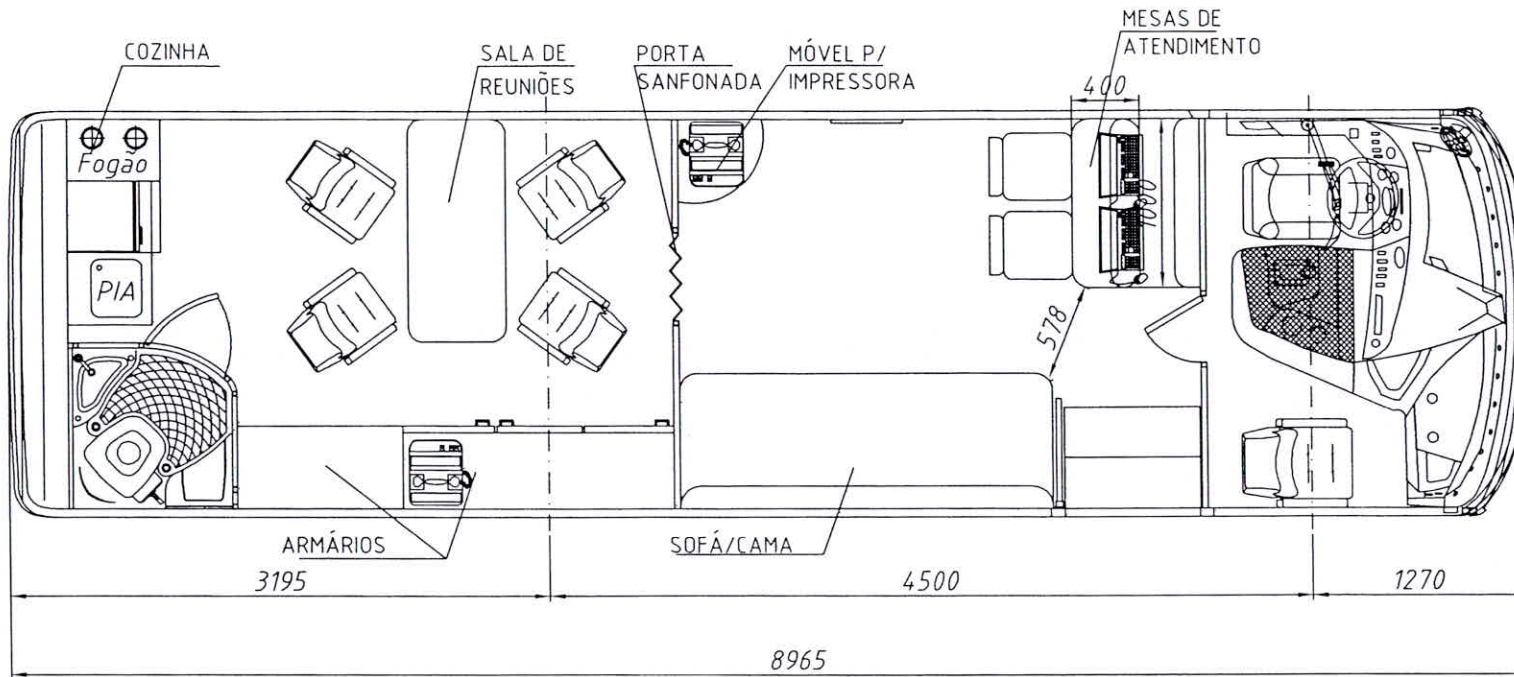 COZINHA
SALA DE
REUNIÕES
PORTA
SANFONADA
MÓVEL P/
IMPRESSORA
MESAS DE
ATENDIMENTO
400
Fogão
PIA
578
ARMÁRIOS
SOFÁ/CAMA
3195
4500
1270
8965